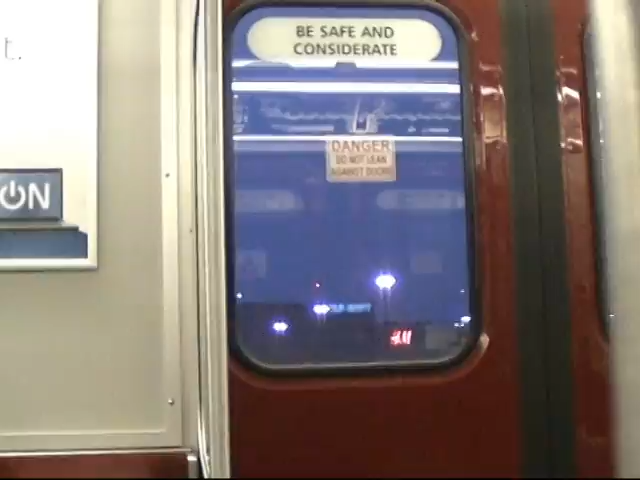 BE SAFE AND
CONSIDERATE
DANGER
DO NOT LEAN
AGAINST DOORS
t.
ON